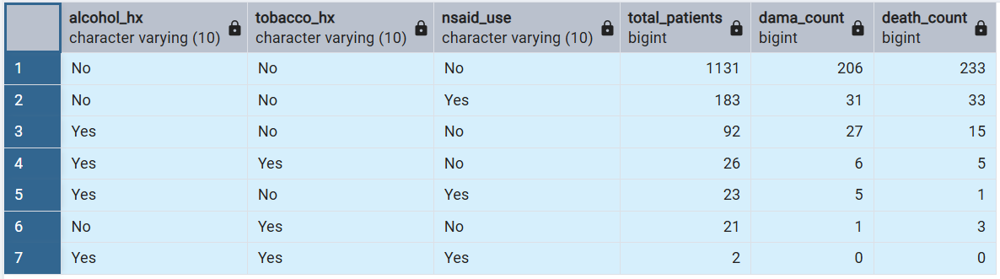 alcohol_hx tobacco_hx nsaid_use total_patients dama_count death_count
character varying (10) character varying (10) character varying (10) bigint bigint bigint
1 No No No 1131 206 233
2 No No Yes 183 31 33
3 Yes No No 92 27 15
4 Yes Yes No 26 6 5
5 Yes No Yes 23 5 1
6 No Yes No 21 1 3
7 Yes Yes Yes 2 0 0